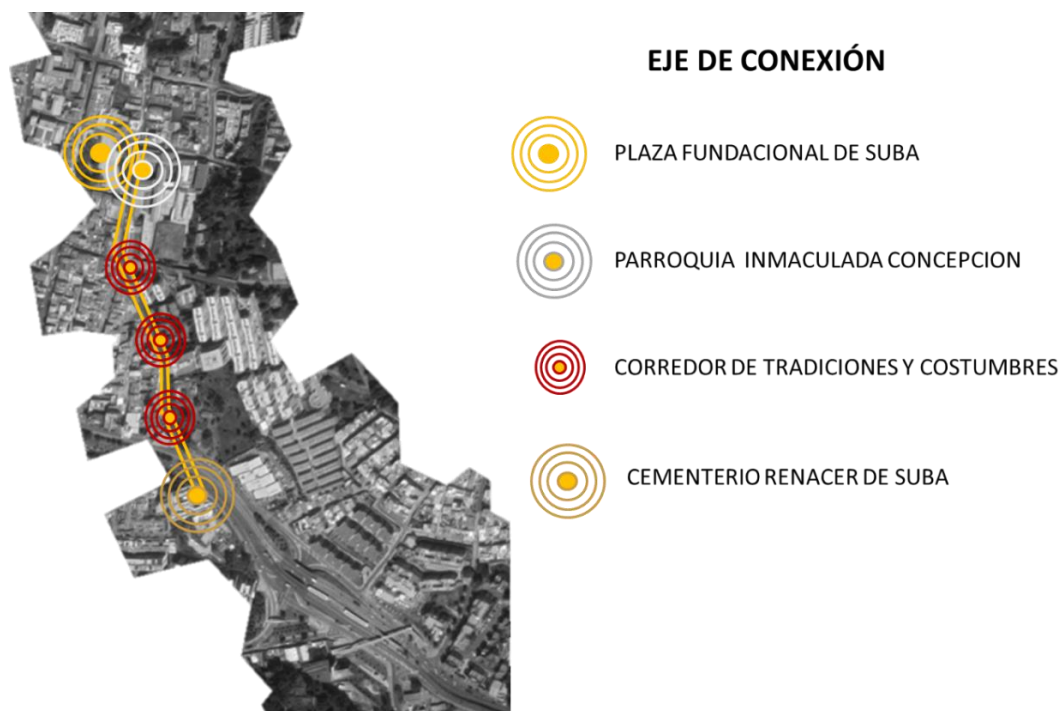 EJE DE CONEXIÓN
PLAZA FUNDACIONAL DE SUBA
PARROQUIA INMACULADA CONCEPCION
CORREDOR DE TRADICIONES Y COSTUMBRES
CEMENTERIO RENACER DE SUBA